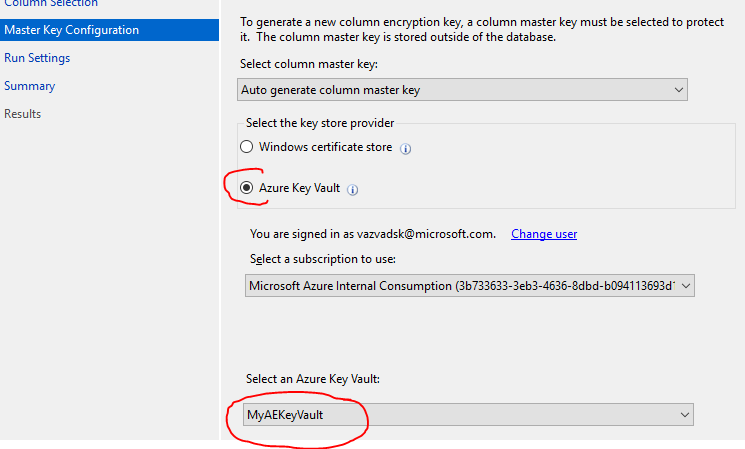 Column Selection
Master Key Configuration
Run Settings
Summary
Results
To generate a new column encryption key, a column master key must be selected to protect
it. The column master key is stored outside of the database.
Select column master key:
Auto generate column master key
Select the key store provider
Windows certificate store
Azure Key Vault
You are signed in as vazvadsk@microsoft.com. Change user
Select a subscription to use:
Microsoft Azure Internal Consumption (3b733633-3eb3-4636-8dbd-b094113693d
Select an Azure Key Vault:
MyAEKeyVault